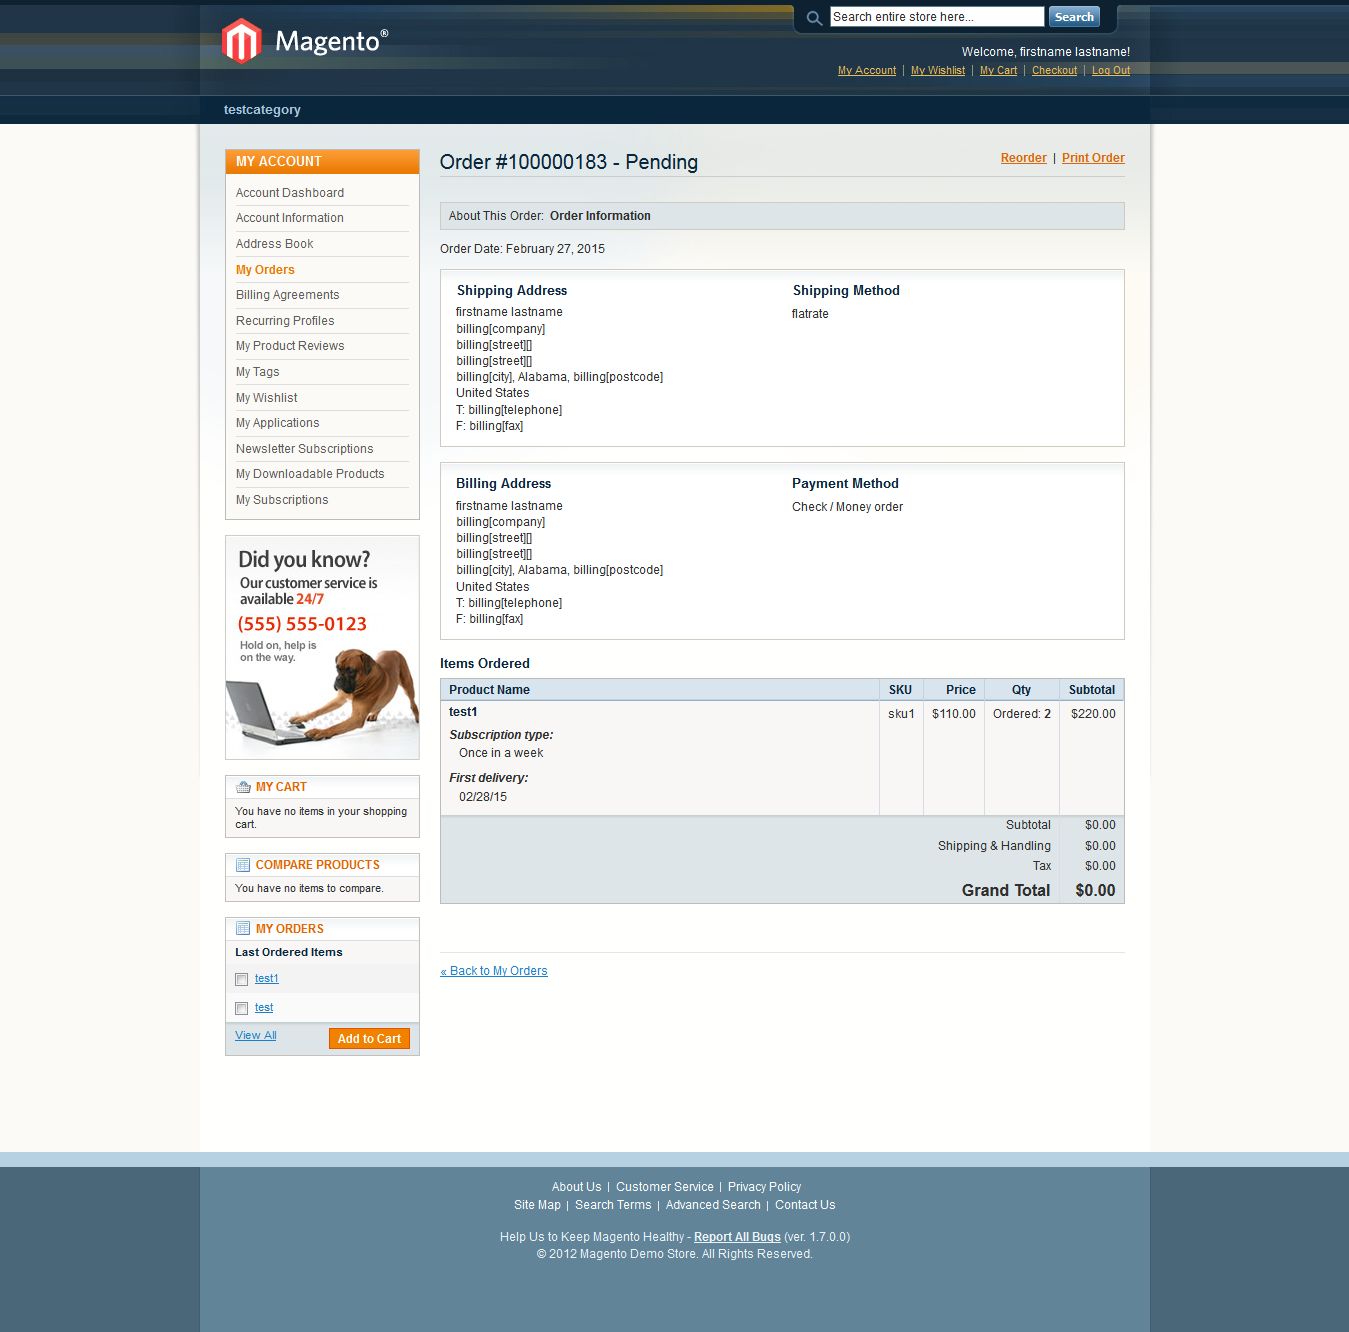 Magento®
Search entire store here...
Search
Welcome, firstname lastname!
My Account | My Wishlist | My Cart | Checkout | Log Out
testcategory
MY ACCOUNT
Account Dashboard
Account Information
Address Book
My Orders
Billing Agreements
Recurring Profiles
My Product Reviews
My Tags
My Wishlist
My Applications
Newsletter Subscriptions
My Downloadable Products
My Subscriptions
Did you know?
Our customer service is
available 24/7
(555) 555-0123
Hold on, help is
on the way.
MY CART
You have no items in your shopping
cart.
COMPARE PRODUCTS
You have no items to compare.
MY ORDERS
Last Ordered Items
test1
test
View All
Add to Cart
Order #100000183 - Pending
Reorder | Print Order
About This Order: Order Information
Order Date: February 27, 2015
Shipping Address
firstname lastname
billing[company]
billing[street][]
billing[street][]
billing[city], Alabama, billing[postcode]
United States
T: billing[telephone]
F: billing[fax]
Shipping Method
flatrate
Billing Address
firstname lastname
billing[company]
billing[street][]
billing[street][]
billing[city], Alabama, billing[postcode]
United States
T: billing[telephone]
F: billing[fax]
Payment Method
Check / Money order
Items Ordered
Product Name SKU Price Qty Subtotal
test1 sku1 $110.00 Ordered: 2 $220.00
Subscription type:
Once in a week
First delivery:
02/28/15
Subtotal $0.00
Shipping & Handling $0.00
Tax $0.00
Grand Total $0.00
« Back to My Orders
About Us | Customer Service | Privacy Policy
Site Map | Search Terms | Advanced Search | Contact Us
Help Us to Keep Magento Healthy - Report All Bugs (ver. 1.7.0.0)
© 2012 Magento Demo Store. All Rights Reserved.